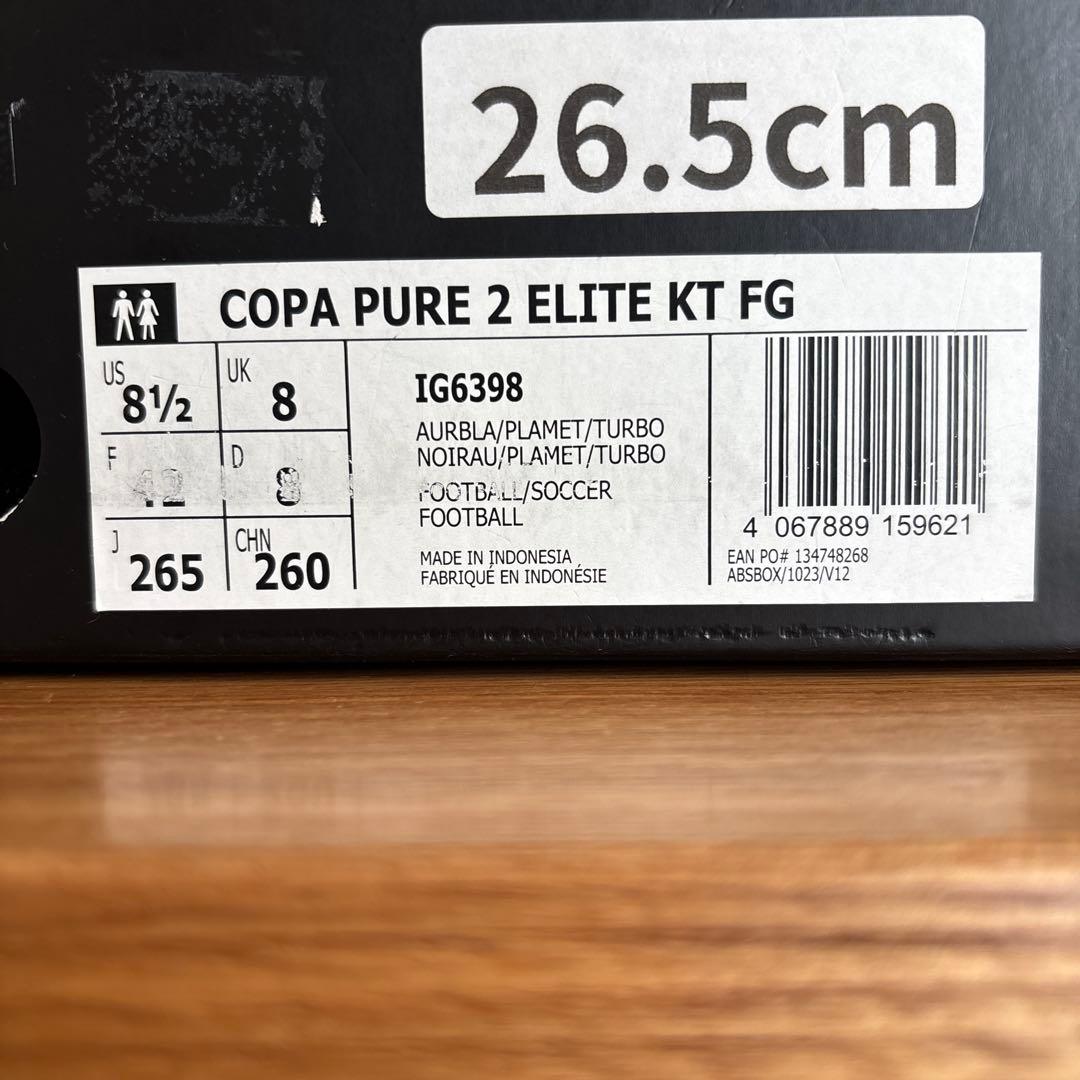 26.5cm
COPA PURE 2 ELITE KT FG
US 8½ UK 8
F 42 D 8
J 265 CHN 260
IG6398
AURBLA/PLAMET/TURBO
NOIRAU/PLAMET/TURBO
FOOTBALL/SOCCER
FOOTBALL
MADE IN INDONESIA
FABRIQUÉ EN INDONÉSIE
4 067889 159621
EAN PO# 134748268
ABSBOX/1023/V12